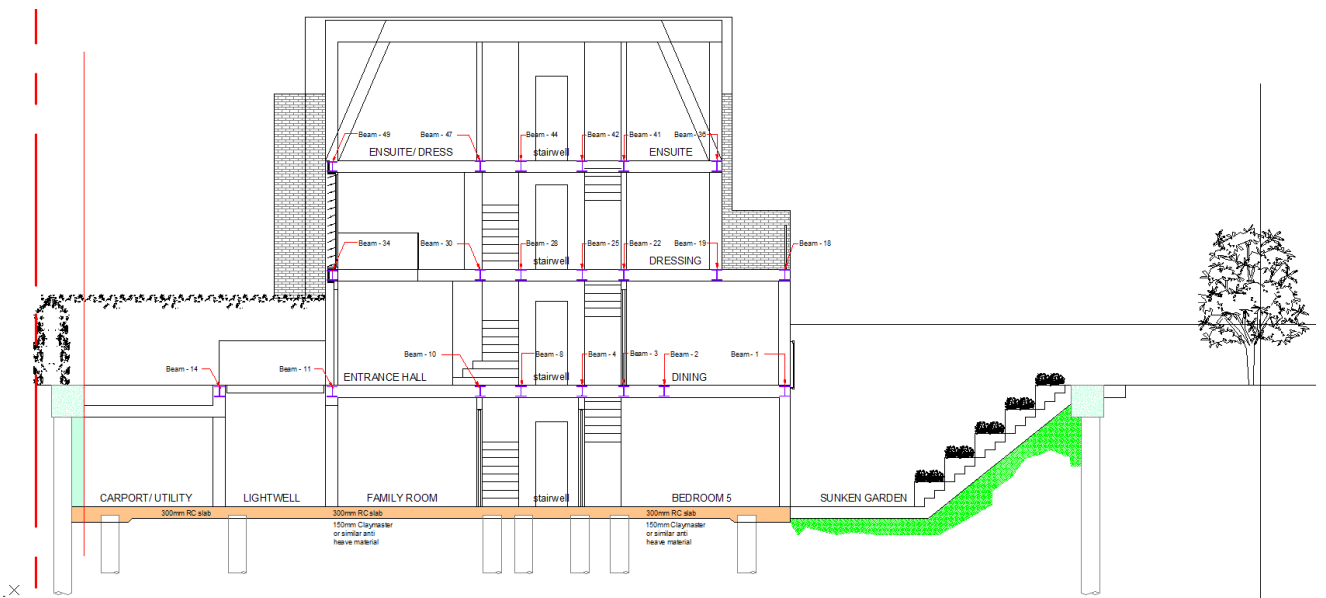 Beam - 49
Beam - 47
Beam - 44
Beam - 42
Beam - 41
Beam - 36
ENSUITE/ DRESS
stairwell
ENSUITE
Beam - 34
Beam - 30
Beam - 28
Beam - 25
Beam - 22
Beam - 19
Beam - 18
stairwell
DRESSING
Beam - 14
Beam - 11
Beam - 10
Beam - 8
Beam - 4
Beam - 3
Beam - 2
Beam - 1
ENTRANCE HALL
stairwell
DINING
CARPORT/ UTILITY
LIGHTWELL
FAMILY ROOM
stairwell
BEDROOM 5
SUNKEN GARDEN
300mm RC slab
300mm RC slab
300mm RC slab
150mm Claymaster
or similar anti
heave material
150mm Claymaster
or similar anti
heave material